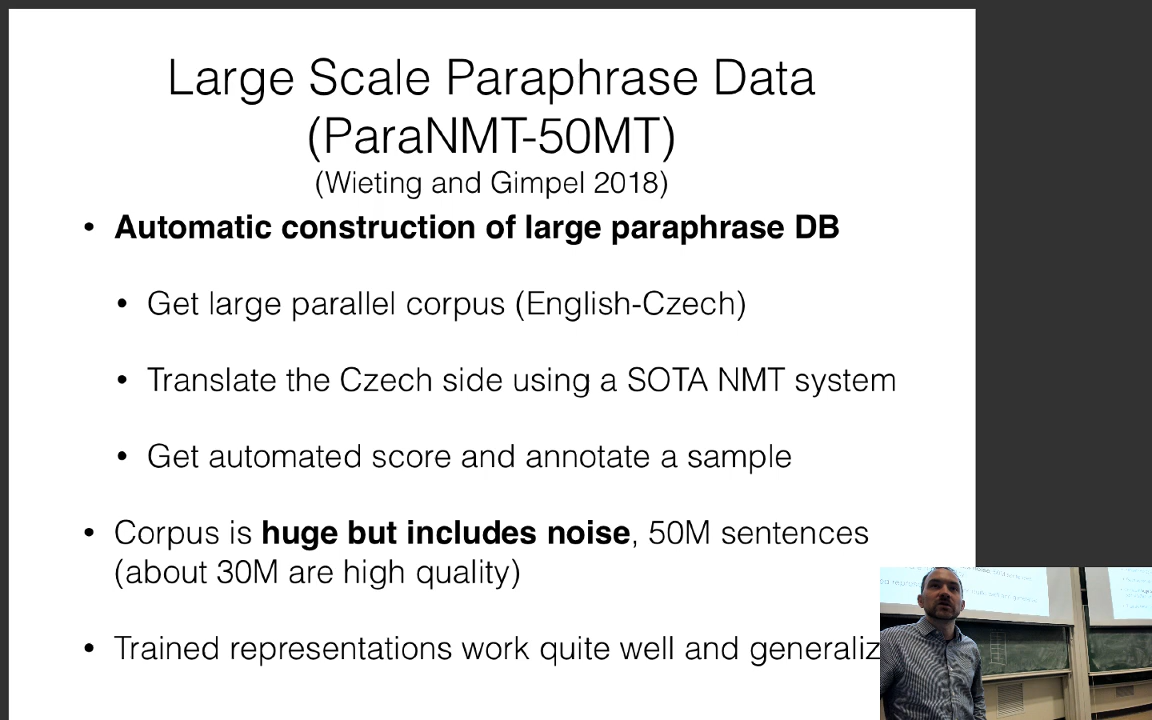 Large Scale Paraphrase Data
(ParaNMT-50MT)
(Wieting and Gimpel 2018)
• Automatic construction of large paraphrase DB
• Get large parallel corpus (English-Czech)
• Translate the Czech side using a SOTA NMT system
• Get automated score and annotate a sample
• Corpus is huge but includes noise, 50M sentences
(about 30M are high quality)
• Trained representations work quite well and generaliz